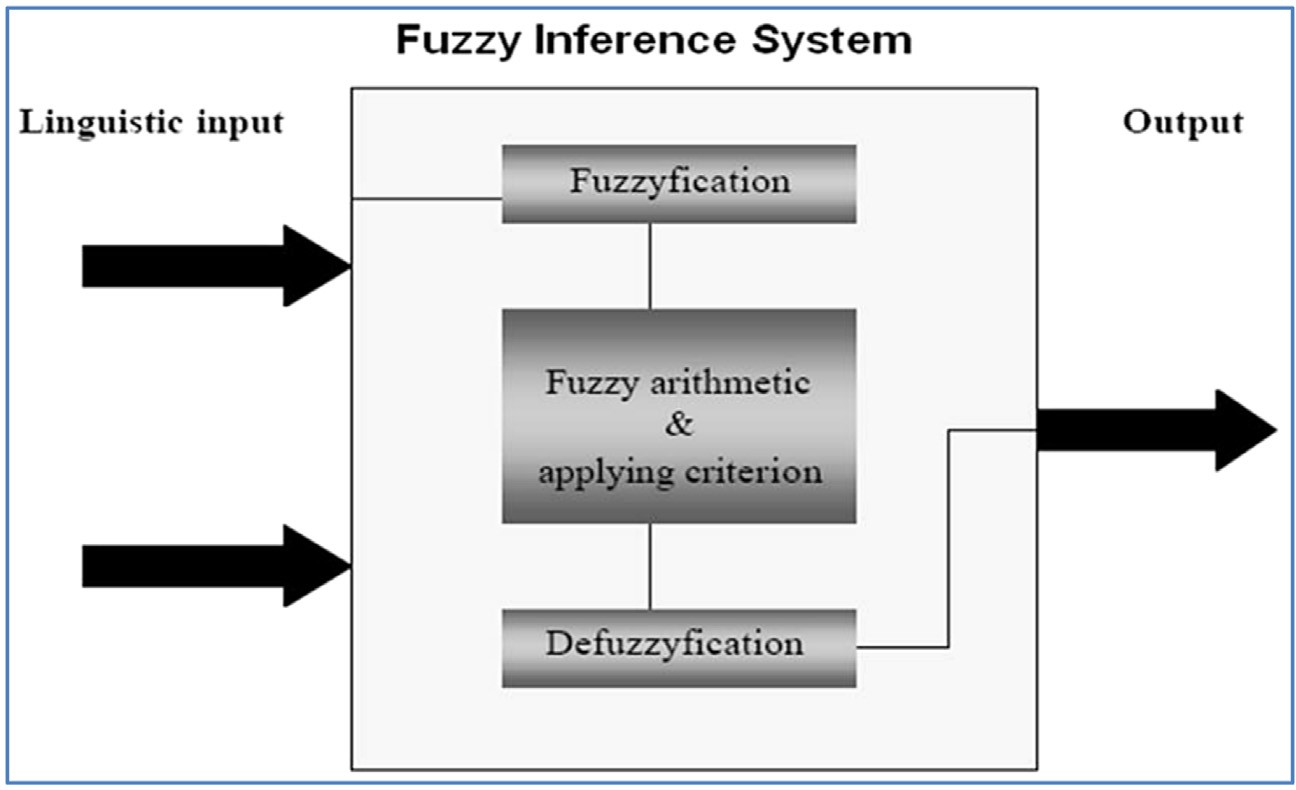 Fuzzy Inference System
Linguistic input
Output
Fuzzyfication
Fuzzy arithmetic
&
applying criterion
Defuzzyfication